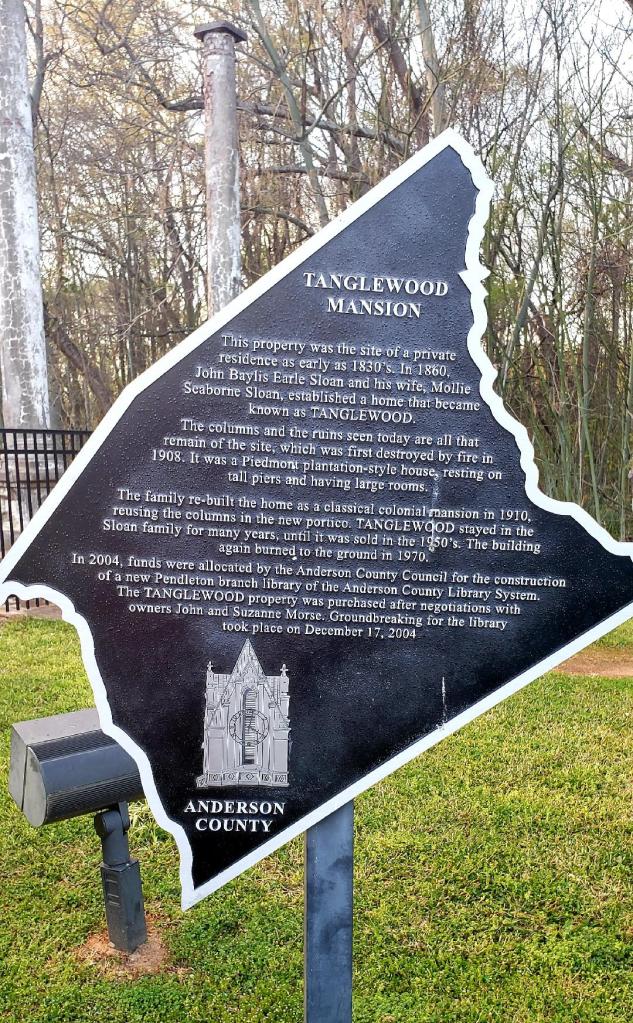 TANGLEWOOD
MANSION
This property was the site of a private
residence as early as 1830's. In 1860,
John Baylis Earle Sloan and his wife, Mollie
Seaborne Sloan, established a home that became
known as TANGLEWOOD.
The columns and the ruins seen today are all that
remain of the site, which was first destroyed by fire in
1908. It was a Piedmont plantation-style house, resting on
tall piers and having large rooms.
The family re-built the home as a classical colonial mansion in 1910,
reusing the columns in the new portico. TANGLEWOOD stayed in the
Sloan family for many years, until it was sold in the 1950's. The building
again burned to the ground in 1970.
In 2004, funds were allocated by the Anderson County Council for the construction
of a new Pendleton branch library of the Anderson County Library System.
The TANGLEWOOD property was purchased after negotiations with
owners John and Suzanne Morse. Groundbreaking for the library
took place on December 17, 2004
ANDERSON
COUNTY